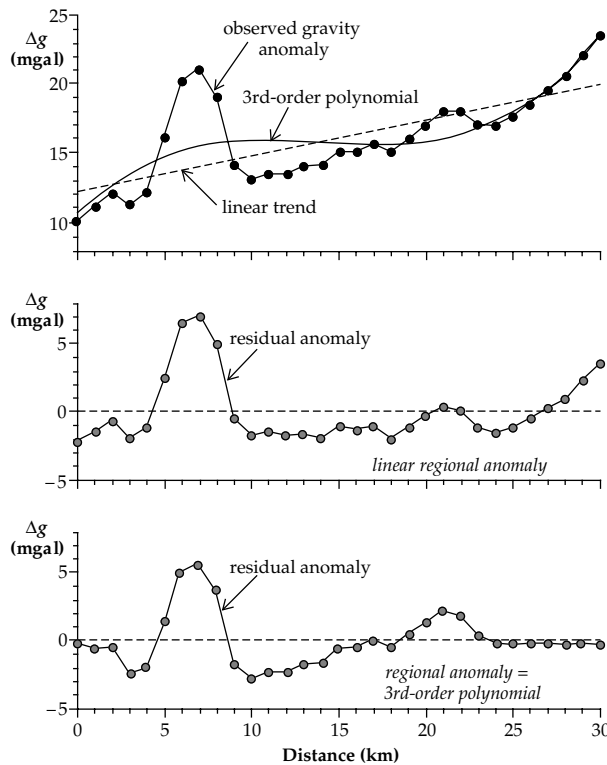 Δg
(mgal)
25
20
15
10
observed gravity
anomaly
3rd-order polynomial
linear trend
Δg
(mgal)
5
0
−5
residual anomaly
linear regional anomaly
Δg
(mgal)
5
0
−5
residual anomaly
regional anomaly =
3rd-order polynomial
0 5 10 15 20 25 30
Distance (km)